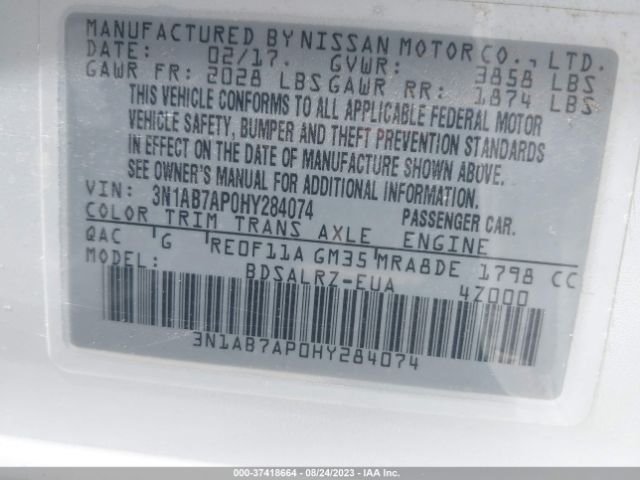 MANUFACTURED BY NISSAN MOTOR CO., LTD.
DATE: 02/17. GVWR: 3858 LBS
GAWR FR: 2028 LBS GAWR RR: 1874 LBS
THIS VEHICLE CONFORMS TO ALL APPLICABLE FEDERAL MOTOR
VEHICLE SAFETY, BUMPER AND THEFT PREVENTION STANDARDS
IN EFFECT ON THE DATE OF MANUFACTURE SHOWN ABOVE.
SEE OWNER'S MANUAL FOR ADDITIONAL INFORMATION.
VIN: 3N1AB7AP0HY284074 PASSENGER CAR.
COLOR TRIM TRANS AXLE ENGINE
QAC G RE0F11A GM35 MRA8DE 1798 CC
MODEL: BDSALRZ-EUA 4Z000
3N1AB7AP0HY284074
000-37418664 - 08/24/2023 - IAAI.COM